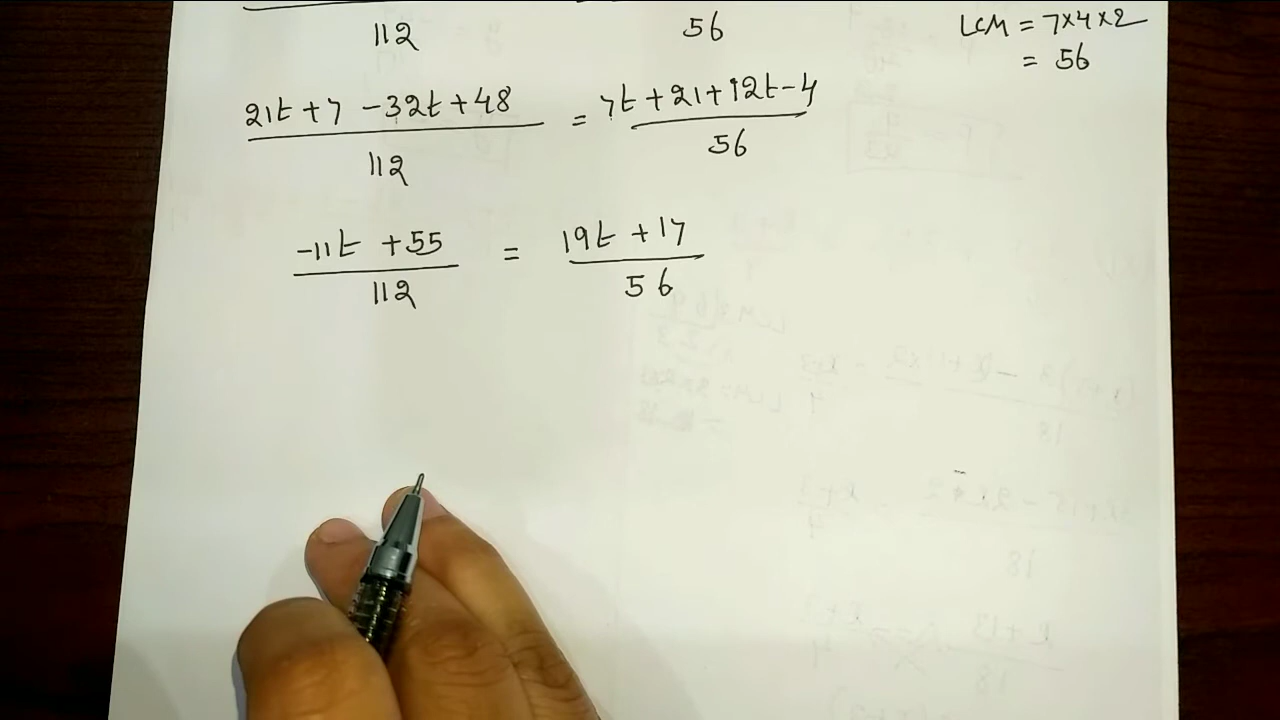 112 56 LCM = 7×4×2
= 56
21t + 7 - 32t + 48 = 7t + 21 + 12t - 4
112 56
-11t + 55 = 19t + 17
112 56